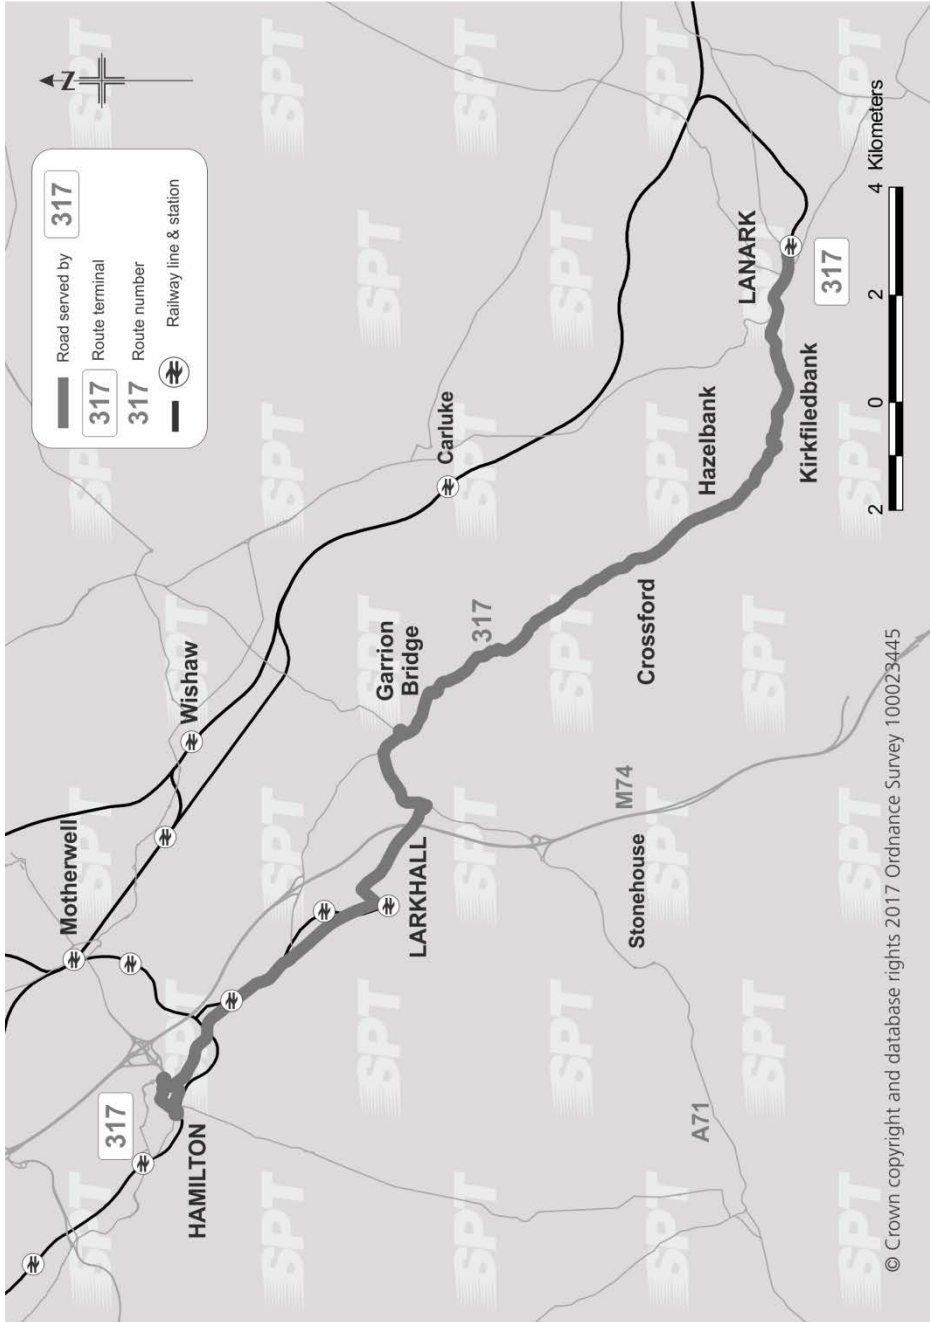 N
Road served by 317
317 Route terminal
317 Route number
Railway line & station
Motherwell
317
HAMILTON
Wishaw
Carluke
Garrion
Bridge
LARKHALL
317
M74
Stonehouse
Crossford
A71
Hazelbank
LANARK
Kirkfiledbank
317
2 0 2 4 Kilometers
© Crown copyright and database rights 2017 Ordnance Survey 100023445
SPT